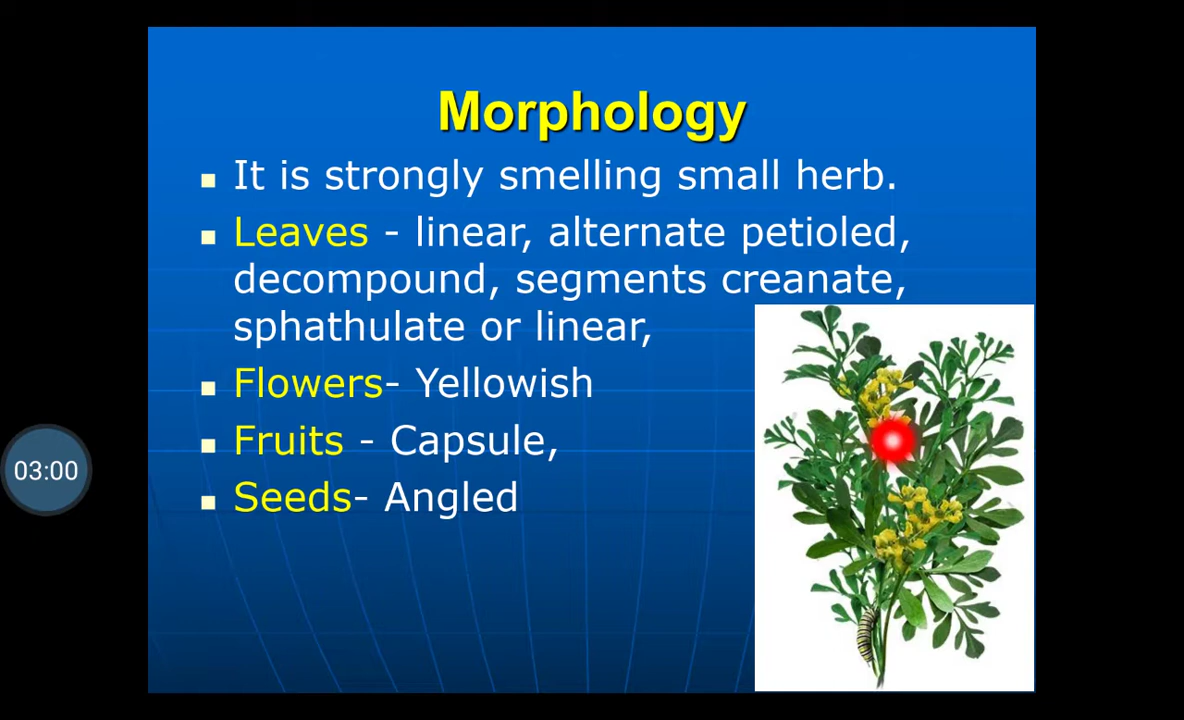 Morphology
It is strongly smelling small herb.
Leaves - linear, alternate petioled,
decompound, segments creanate,
sphathulate or linear,
Flowers- Yellowish
Fruits - Capsule,
Seeds- Angled
03:00